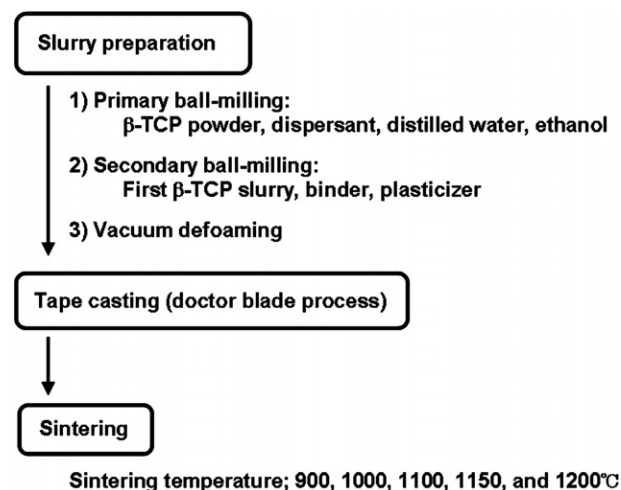 Slurry preparation
1) Primary ball-milling:
β-TCP powder, dispersant, distilled water, ethanol
2) Secondary ball-milling:
First β-TCP slurry, binder, plasticizer
3) Vacuum defoaming
Tape casting (doctor blade process)
Sintering
Sintering temperature; 900, 1000, 1100, 1150, and 1200℃